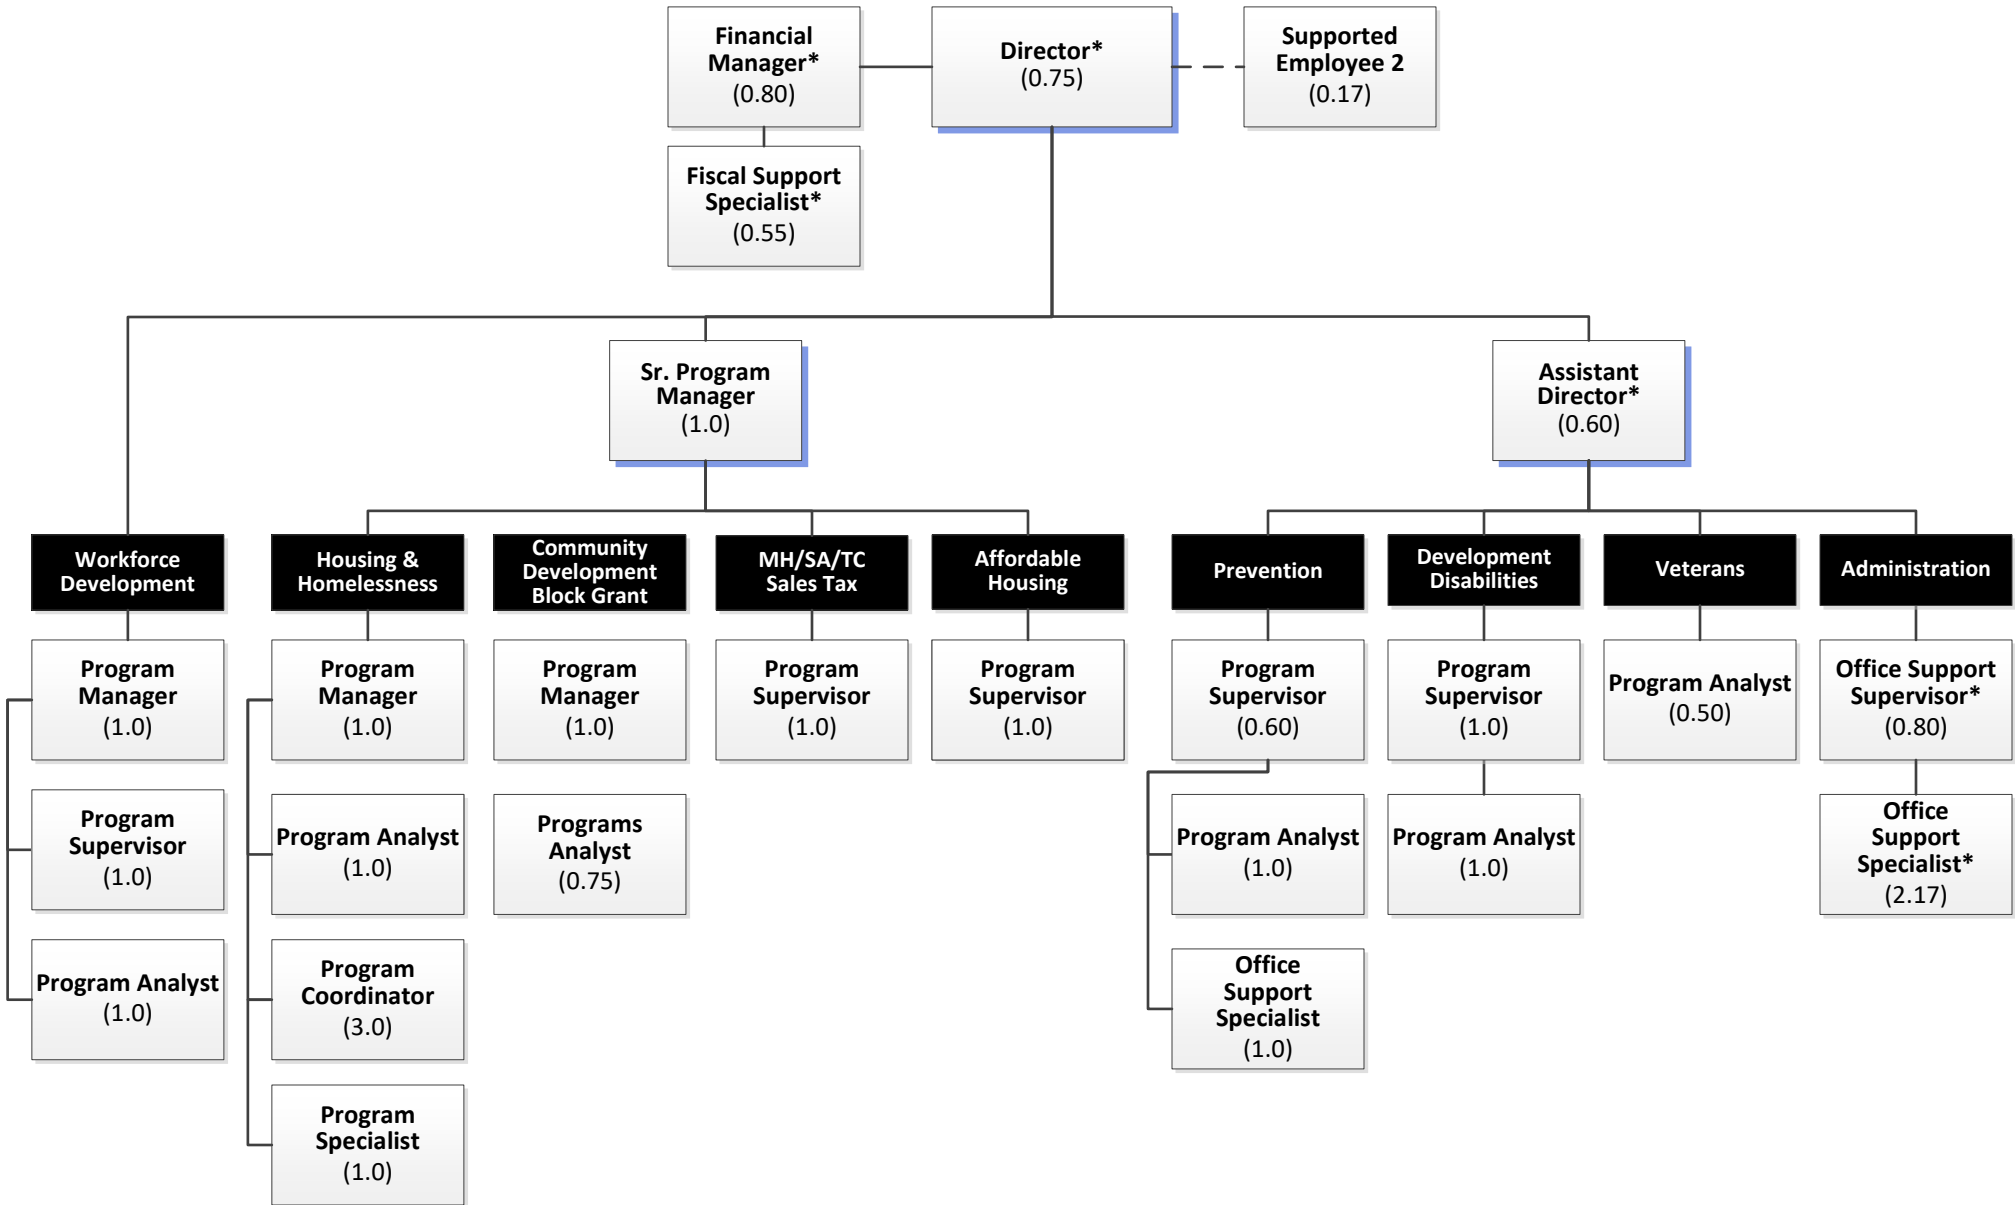 Financial
Manager*
(0.80)
Director*
(0.75)
Supported
Employee 2
(0.17)
Fiscal Support
Specialist*
(0.55)
Sr. Program
Manager
(1.0)
Assistant
Director*
(0.60)
Workforce
Development
Housing &
Homelessness
Community
Development
Block Grant
MH/SA/TC
Sales Tax
Affordable
Housing
Prevention
Development
Disabilities
Veterans
Administration
Program
Manager
(1.0)
Program
Manager
(1.0)
Program
Manager
(1.0)
Program
Supervisor
(1.0)
Program
Supervisor
(1.0)
Program
Supervisor
(0.60)
Program
Supervisor
(1.0)
Program Analyst
(0.50)
Office Support
Supervisor*
(0.80)
Program
Supervisor
(1.0)
Program Analyst
(1.0)
Programs
Analyst
(0.75)
Program Analyst
(1.0)
Program Analyst
(1.0)
Office
Support
Specialist*
(2.17)
Program Analyst
(1.0)
Program
Coordinator
(3.0)
Office
Support
Specialist
(1.0)
Program
Specialist
(1.0)